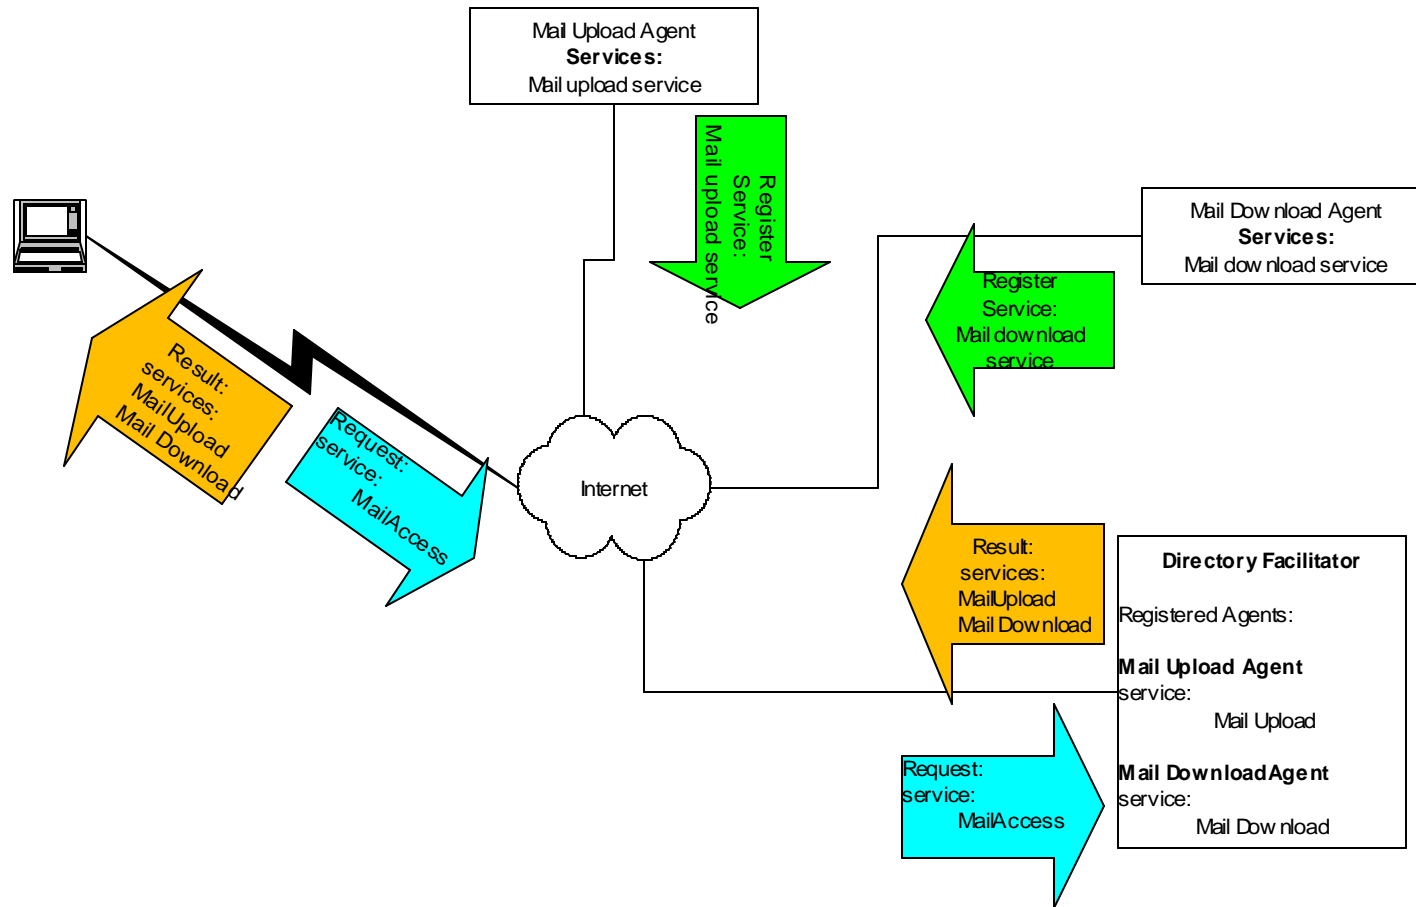 Mail Upload Agent
Services:
Mail upload service
Register
Service:
Mail upload service
Mail Download Agent
Services:
Mail download service
Register
Service:
Mail download
service
Result:
services:
MailUpload
Mail Download
Request:
service:
MailAccess
Internet
Result:
services:
MailUpload
Mail Download
Directory Facilitator
Registered Agents:
Mail Upload Agent
service:
Mail Upload
Mail DownloadAgent
service:
Mail Download
Request:
service:
MailAccess